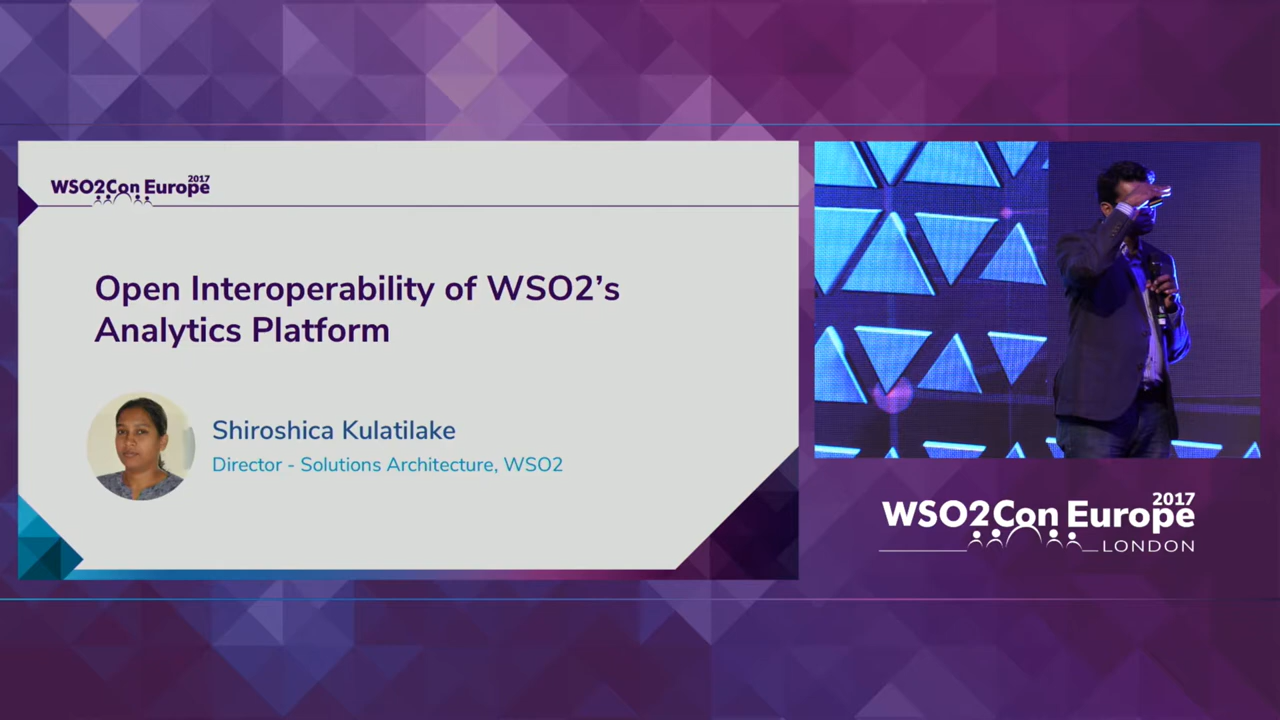 WSO2Con Europe 2017
Open Interoperability of WSO2's
Analytics Platform
Shiroshica Kulatilake
Director - Solutions Architecture, WSO2
WSO2Con Europe 2017
LONDON